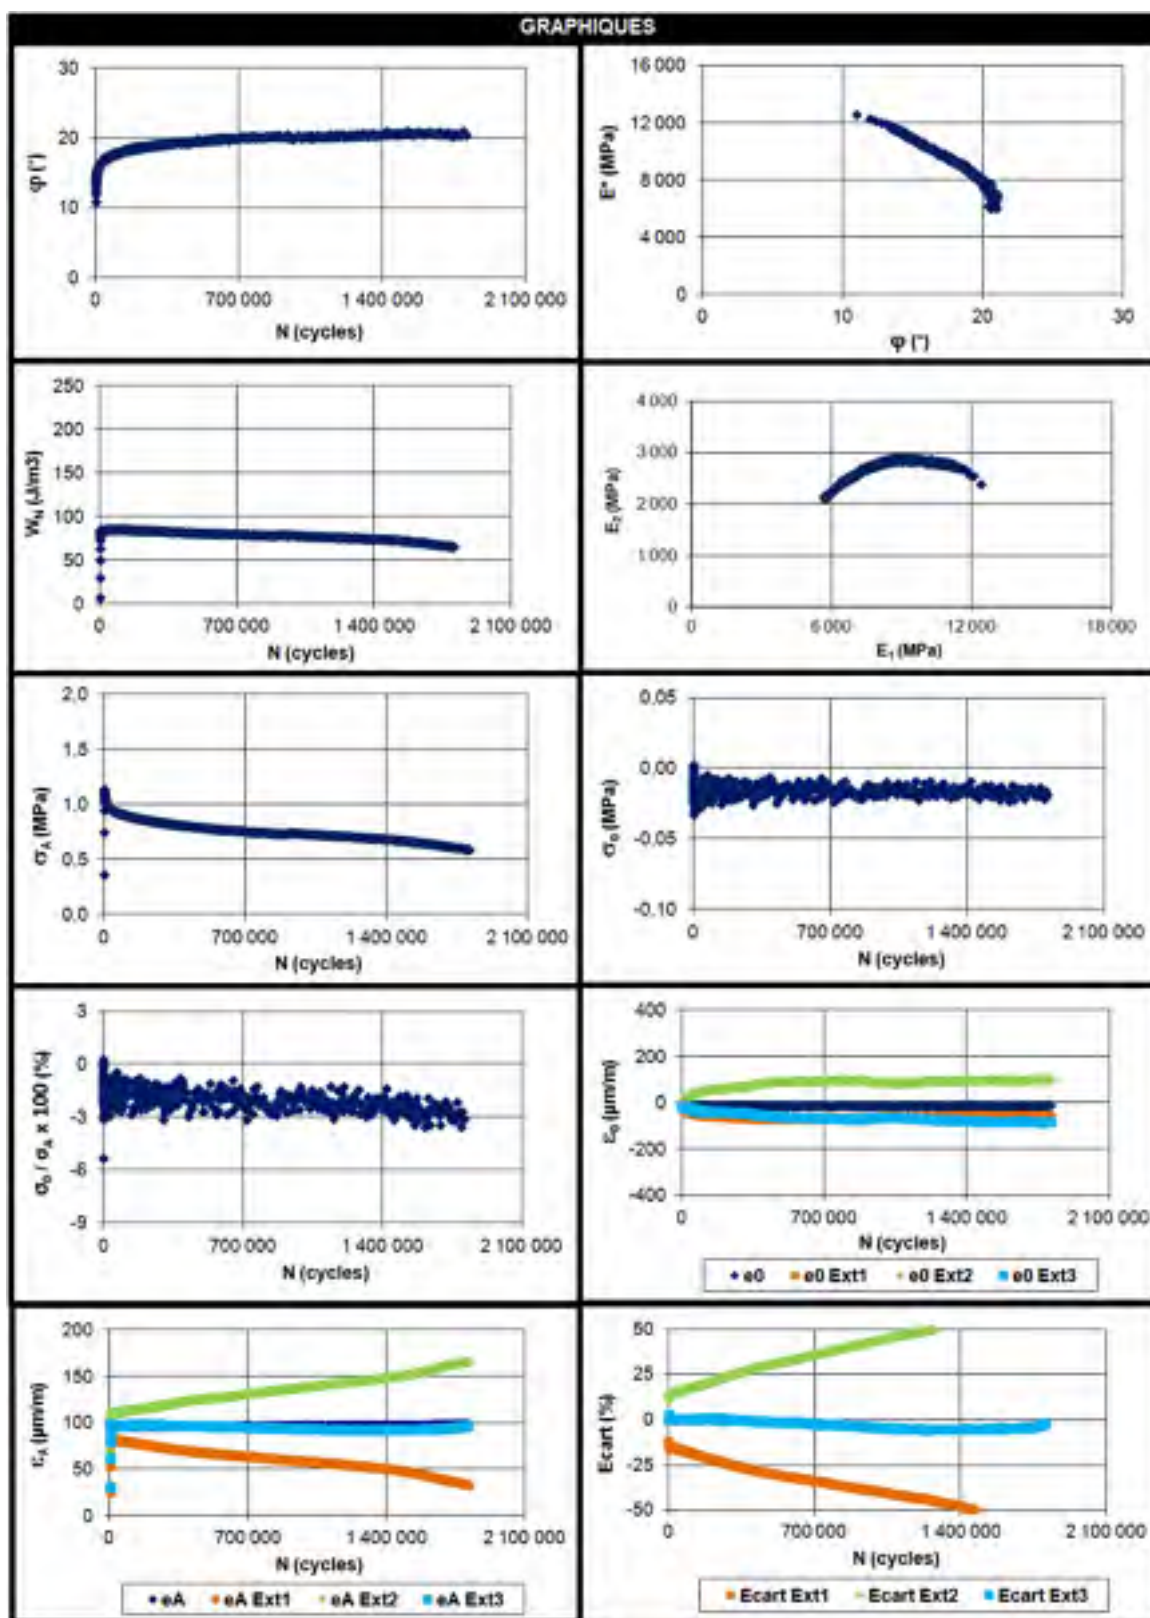 GRAPHIQUES
30
20
10
0
φ (°)
0 700 000 1 400 000 2 100 000
N (cycles)
16 000
12 000
8 000
4 000
0
E* (MPa)
0 10 20 30
φ (°)
250
200
150
100
50
0
W_N (J/m3)
0 700 000 1 400 000 2 100 000
N (cycles)
4 000
3 000
2 000
1 000
0
E₂ (MPa)
0 6 000 12 000 18 000
E₁ (MPa)
2.0
1.5
1.0
0.5
0.0
σ_A (MPa)
0 700 000 1 400 000 2 100 000
N (cycles)
0.05
0.00
-0.05
-0.10
σ₀ (MPa)
0 700 000 1 400 000 2 100 000
N (cycles)
3
0
-3
-6
-9
σ₀ / σ_A x 100 (%)
0 700 000 1 400 000 2 100 000
N (cycles)
400
200
0
-200
-400
ε₀ (µm/m)
0 700 000 1 400 000 2 100 000
N (cycles)
e0 e0 Ext1 e0 Ext2 e0 Ext3
200
150
100
50
0
ε_A (µm/m)
0 700 000 1 400 000 2 100 000
N (cycles)
eA eA Ext1 eA Ext2 eA Ext3
50
25
0
-25
-50
Ecart (%)
0 700 000 1 400 000 2 100 000
N (cycles)
Ecart Ext1 Ecart Ext2 Ecart Ext3